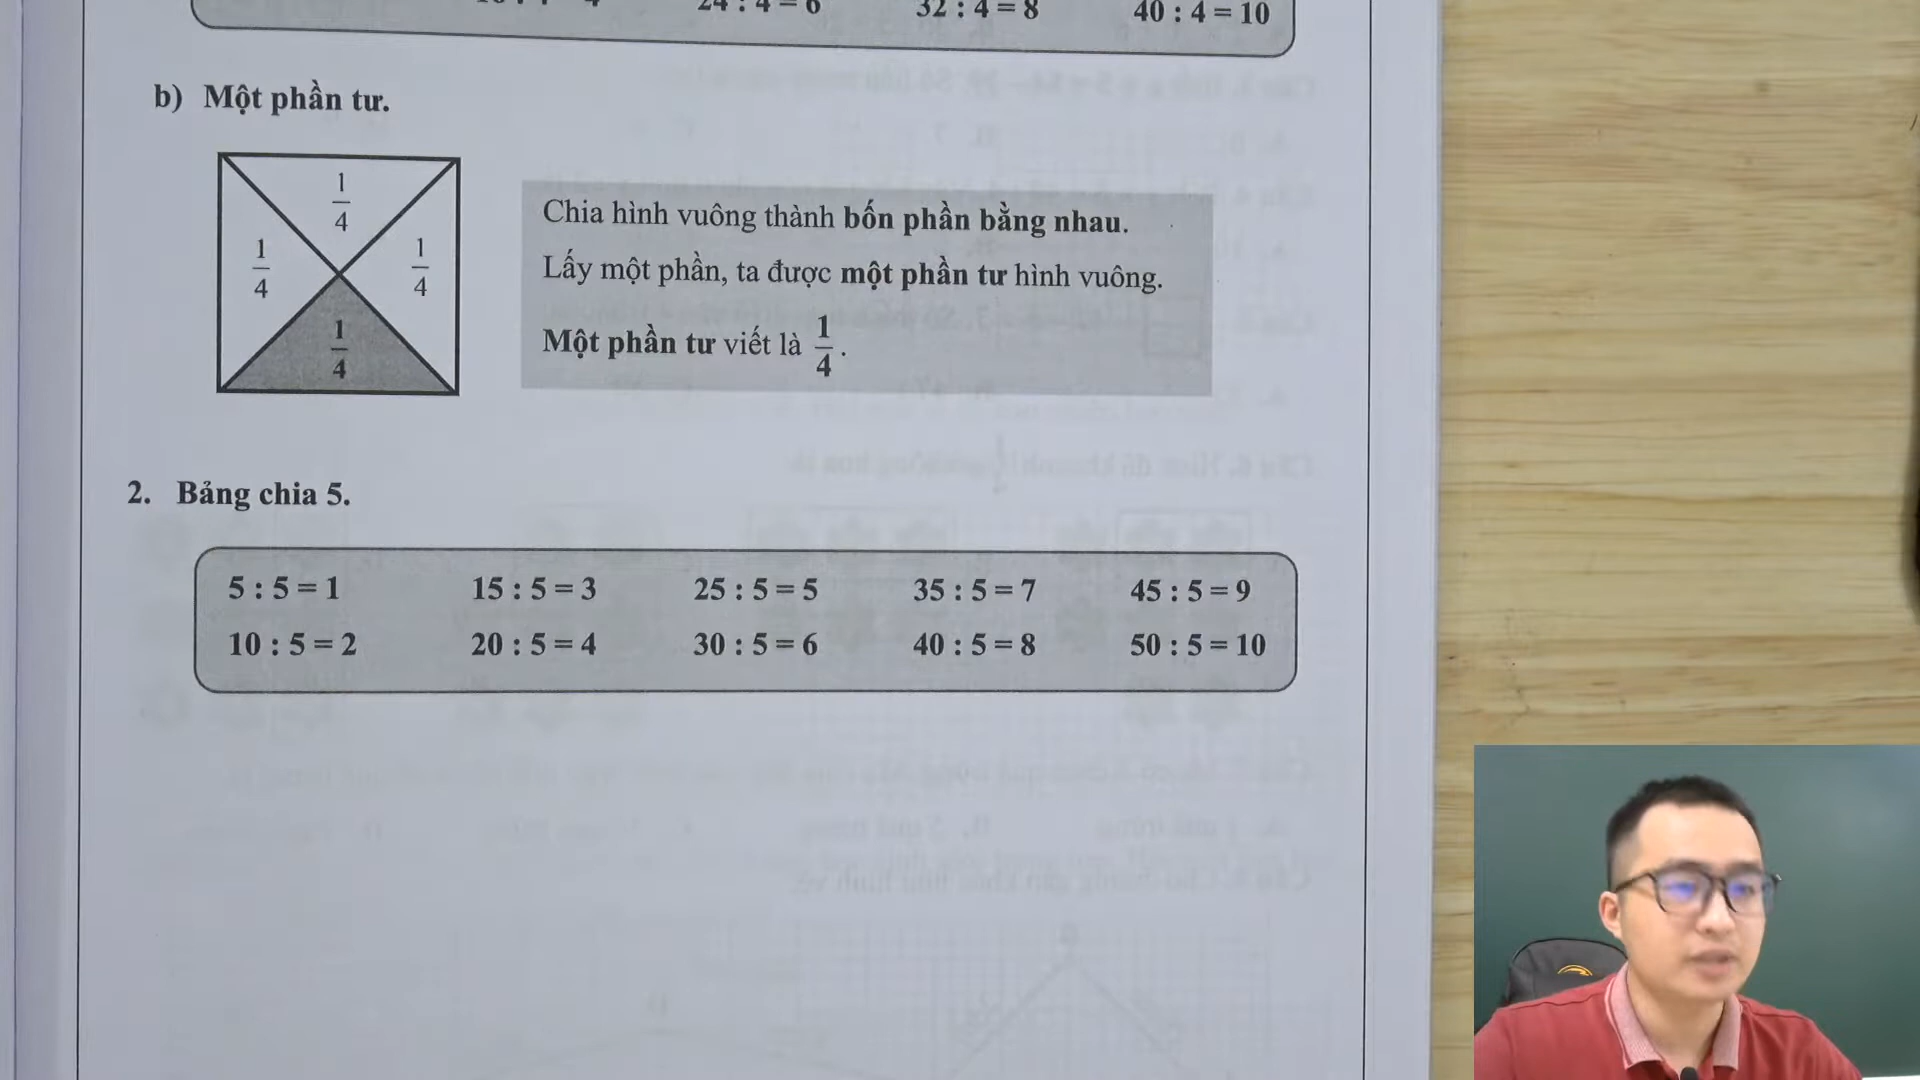 24 : 4 = 6 32 : 4 = 8 40 : 4 = 10
b) Một phần tư.
1/4
1/4 1/4
1/4
Chia hình vuông thành bốn phần bằng nhau.
Lấy một phần, ta được một phần tư hình vuông.
Một phần tư viết là 1/4.
2. Bảng chia 5.
5 : 5 = 1 15 : 5 = 3 25 : 5 = 5 35 : 5 = 7 45 : 5 = 9
10 : 5 = 2 20 : 5 = 4 30 : 5 = 6 40 : 5 = 8 50 : 5 = 10